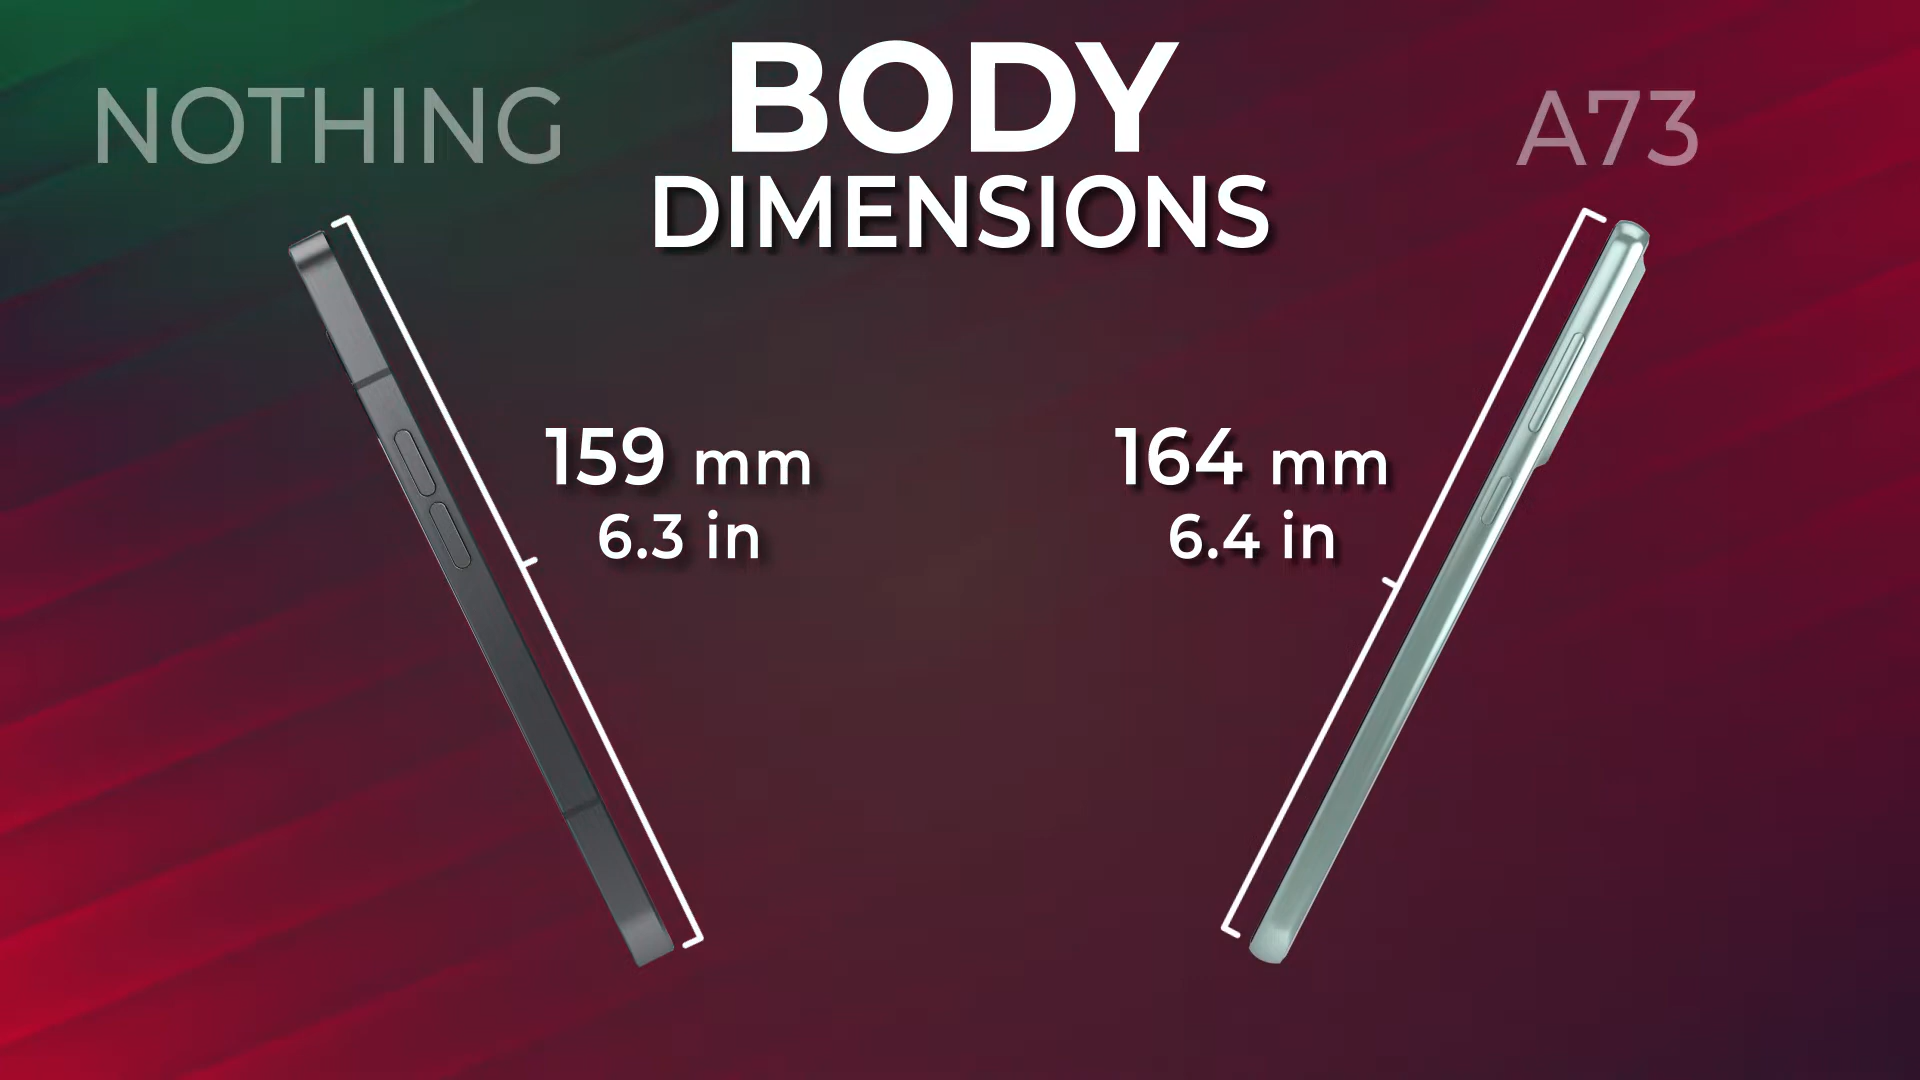 NOTHING
BODY
DIMENSIONS
A73
159 mm
6.3 in
164 mm
6.4 in